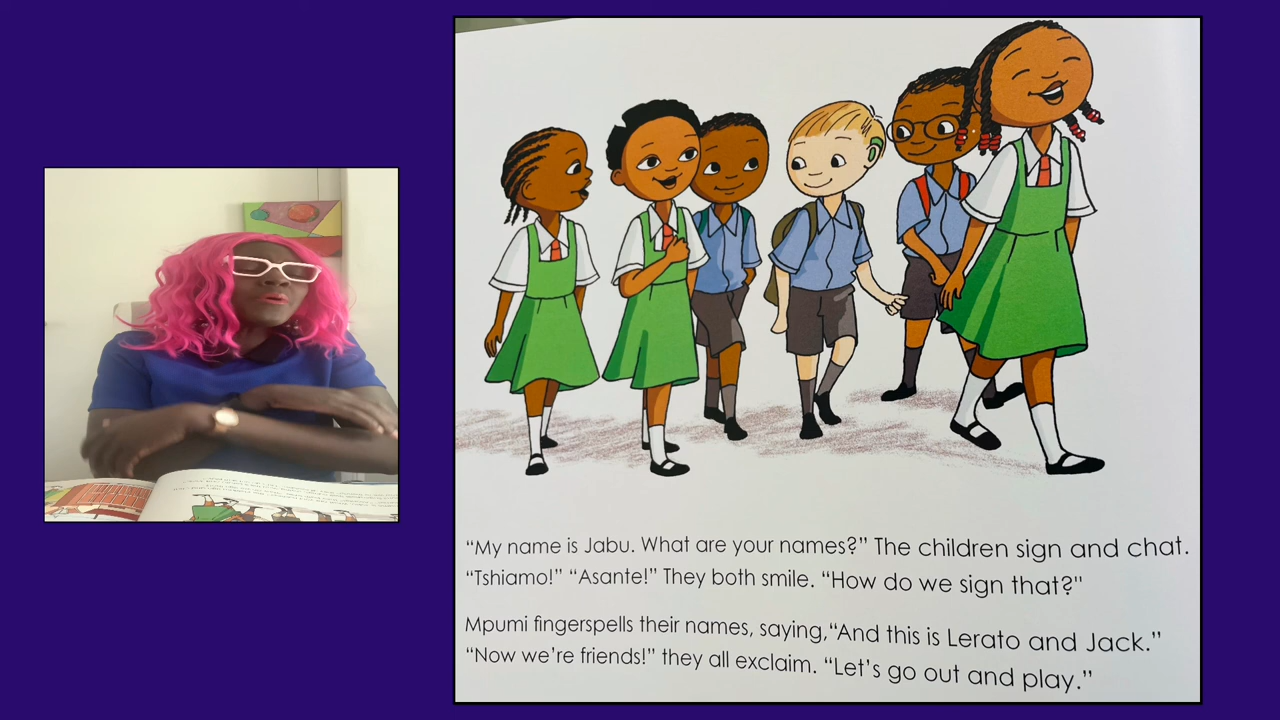 “My name is Jabu. What are your names?” The children sign and chat.
“Tshiamo!” “Asante!” They both smile. “How do we sign that?"
Mpumi fingerspells their names, saying,“And this is Lerato and Jack.”
“Now we’re friends!” they all exclaim. “Let’s go out and play.”